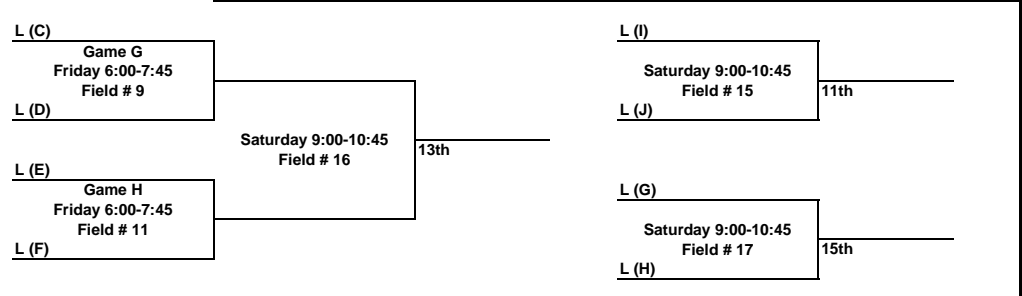 L (C)
Game G
Friday 6:00-7:45
Field # 9
L (D)
Saturday 9:00-10:45
Field # 16
13th
L (E)
Game H
Friday 6:00-7:45
Field # 11
L (F)
L (I)
Saturday 9:00-10:45
Field # 15
11th
L (J)
L (G)
Saturday 9:00-10:45
Field # 17
15th
L (H)